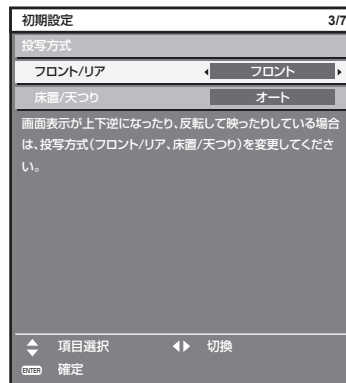 初期設定 3/7
投写方式
フロント/リア フロント
床置/天つり オート
画面表示が上下逆になったり、反転して映ったりしている場合
は、投写方式(フロント/リア、床置/天つり)を変更してくださ
い。
項目選択 切換
ENTER 確定